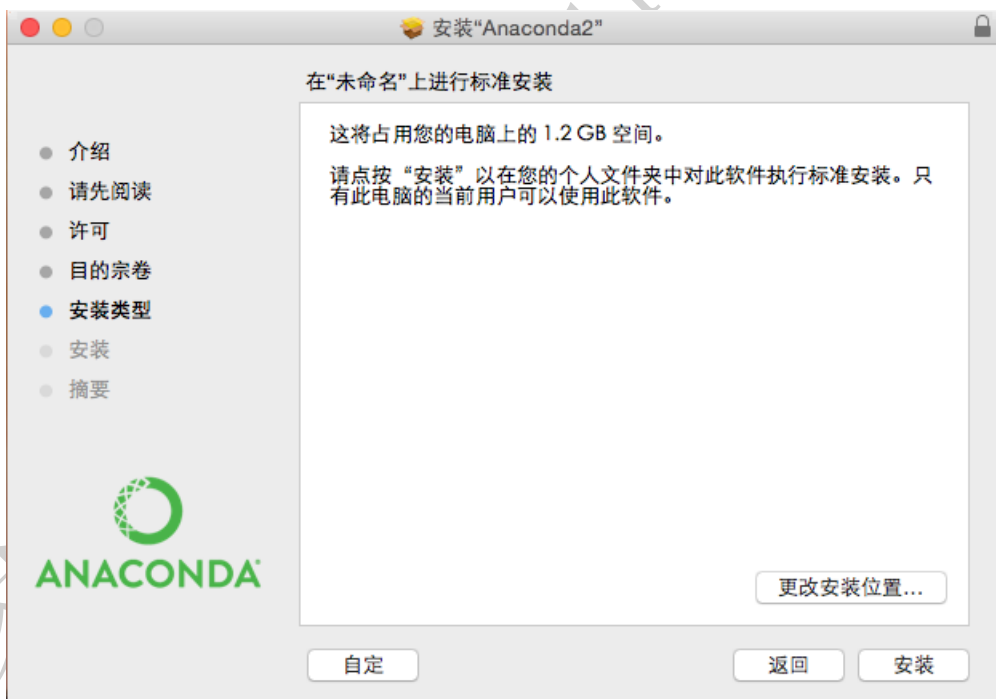 安装“Anaconda2”
在“未命名”上进行标准安装
介绍
请先阅读
许可
目的宗卷
安装类型
安装
摘要
这将占用您的电脑上的 1.2 GB 空间。
请点按“安装”以在您的个人文件夹中对此软件执行标准安装。只
有此电脑的当前用户可以使用此软件。
ANACONDA
更改安装位置...
自定
返回
安装